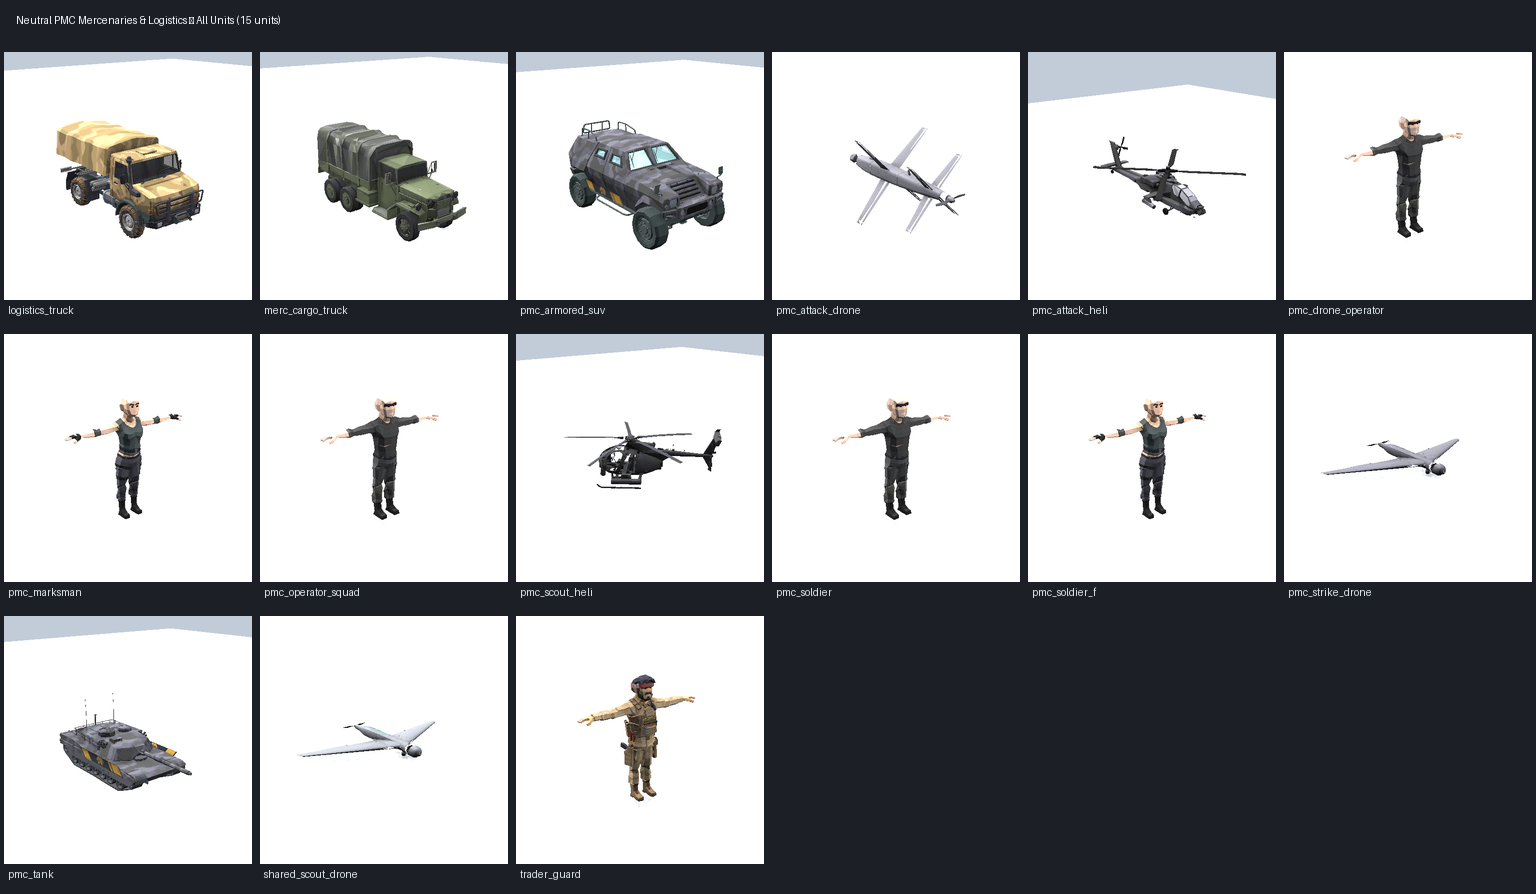 Neutral PMC Mercenaries & Logistics All Units (15 units)
logistics_truck
merc_cargo_truck
pmc_armored_suv
pmc_attack_drone
pmc_attack_heli
pmc_drone_operator
pmc_marksman
pmc_operator_squad
pmc_scout_heli
pmc_soldier
pmc_soldier_f
pmc_strike_drone
pmc_tank
shared_scout_drone
trader_guard